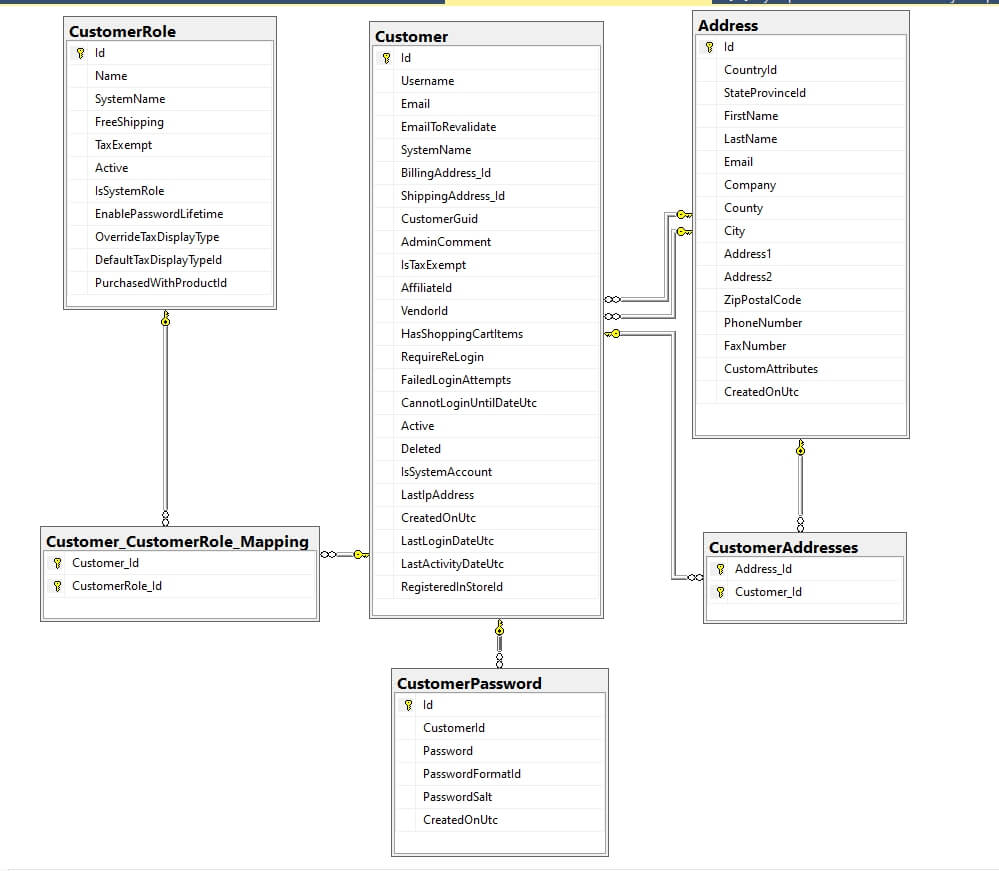 CustomerRole
Id
Name
SystemName
FreeShipping
TaxExempt
Active
IsSystemRole
EnablePasswordLifetime
OverrideTaxDisplayType
DefaultTaxDisplayTypeId
PurchasedWithProductId
Customer
Id
Username
Email
EmailToRevalidate
SystemName
BillingAddress_Id
ShippingAddress_Id
CustomerGuid
AdminComment
IsTaxExempt
AffiliateId
VendorId
HasShoppingCartItems
RequireReLogin
FailedLoginAttempts
CannotLoginUntilDateUtc
Active
Deleted
IsSystemAccount
LastIpAddress
CreatedOnUtc
LastLoginDateUtc
LastActivityDateUtc
RegisteredInStoreId
Address
Id
CountryId
StateProvinceId
FirstName
LastName
Email
Company
County
City
Address1
Address2
ZipPostalCode
PhoneNumber
FaxNumber
CustomAttributes
CreatedOnUtc
Customer_CustomerRole_Mapping
Customer_Id
CustomerRole_Id
CustomerAddresses
Address_Id
Customer_Id
CustomerPassword
Id
CustomerId
Password
PasswordFormatId
PasswordSalt
CreatedOnUtc